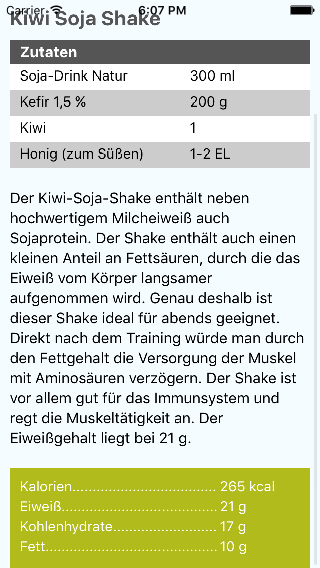 Carrier 6:07 PM
Kiwi Soja Shake
Zutaten
Soja-Drink Natur 300 ml
Kefir 1,5 % 200 g
Kiwi 1
Honig (zum Süßen) 1-2 EL
Der Kiwi-Soja-Shake enthält neben
hochwertigem Milcheiweiß auch
Sojaprotein. Der Shake enthält auch einen
kleinen Anteil an Fettsäuren, durch die das
Eiweiß vom Körper langsamer
aufgenommen wird. Genau deshalb ist
dieser Shake ideal für abends geeignet.
Direkt nach dem Training würde man durch
den Fettgehalt die Versorgung der Muskel
mit Aminosäuren verzögern. Der Shake ist
vor allem gut für das Immunsystem und
regt die Muskeltätigkeit an. Der
Eiweißgehalt liegt bei 21 g.
Kalorien................................... 265 kcal
Eiweiß...................................... 21 g
Kohlenhydrate......................... 17 g
Fett.......................................... 10 g